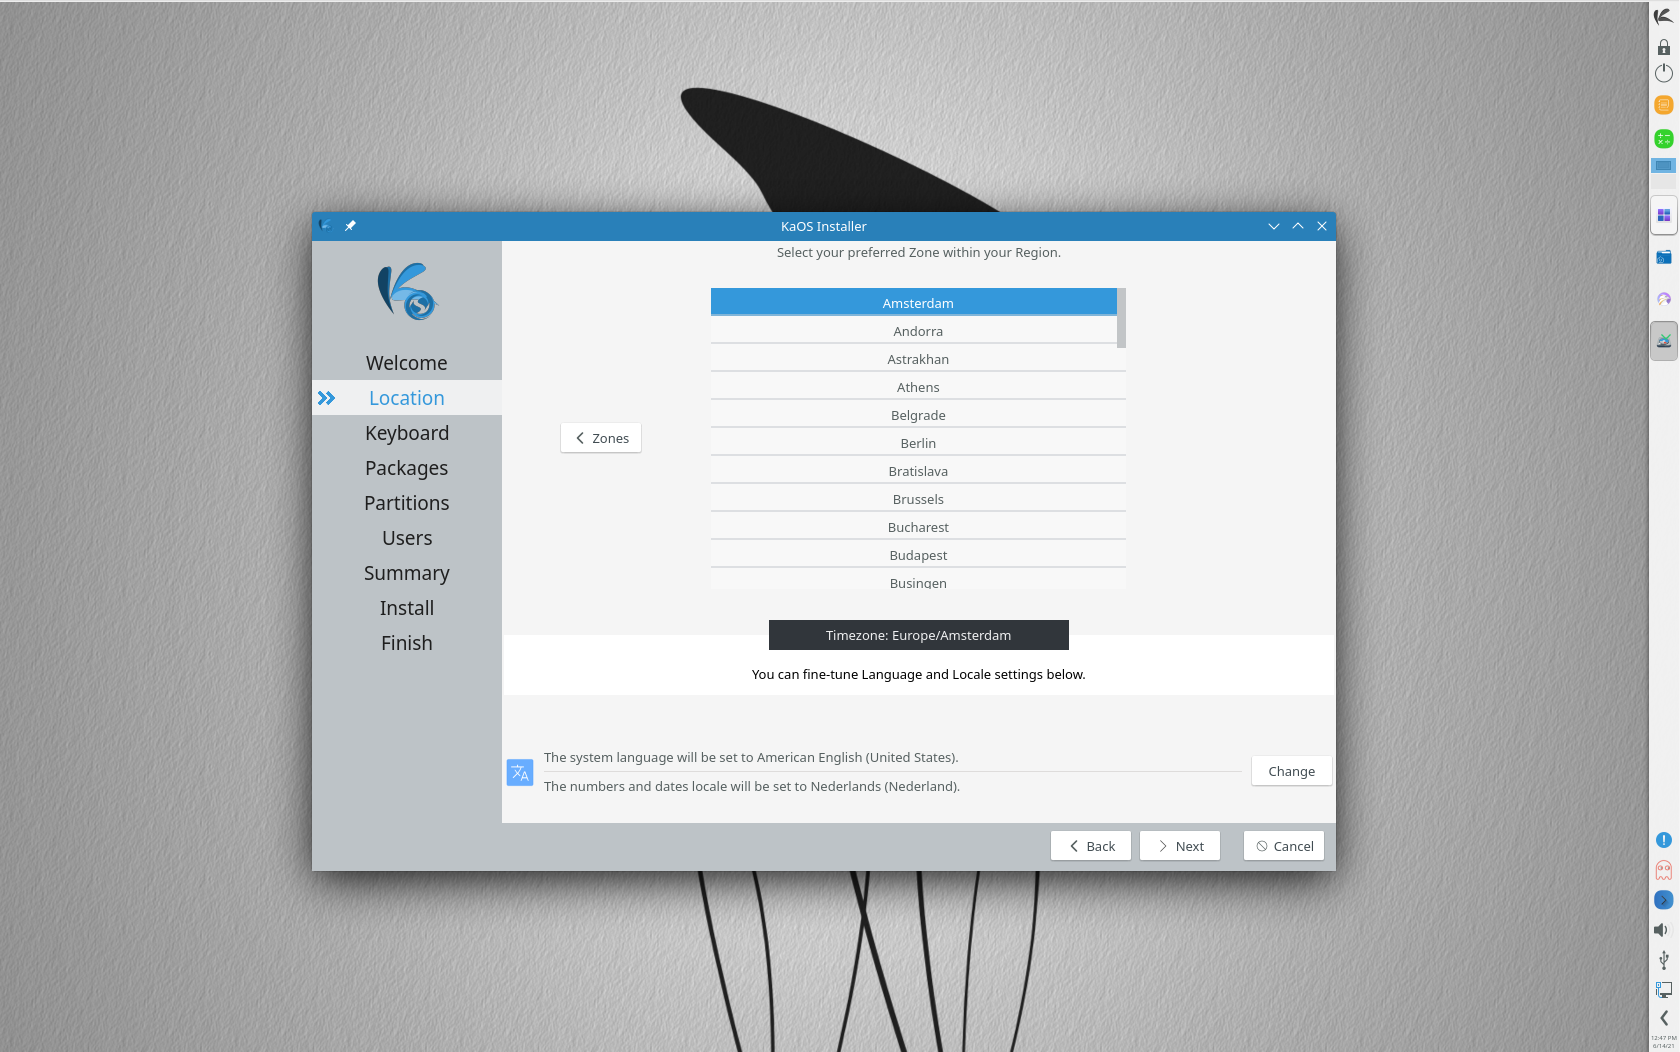 KaOS Installer
Select your preferred Zone within your Region.
Welcome
Location
Keyboard
Packages
Partitions
Users
Summary
Install
Finish
Zones
Amsterdam
Andorra
Astrakhan
Athens
Belgrade
Berlin
Bratislava
Brussels
Bucharest
Budapest
Busingen
Timezone: Europe/Amsterdam
You can fine-tune Language and Locale settings below.
The system language will be set to American English (United States).
The numbers and dates locale will be set to Nederlands (Nederland).
Change
Back
Next
Cancel
12:47 PM
6/14/21